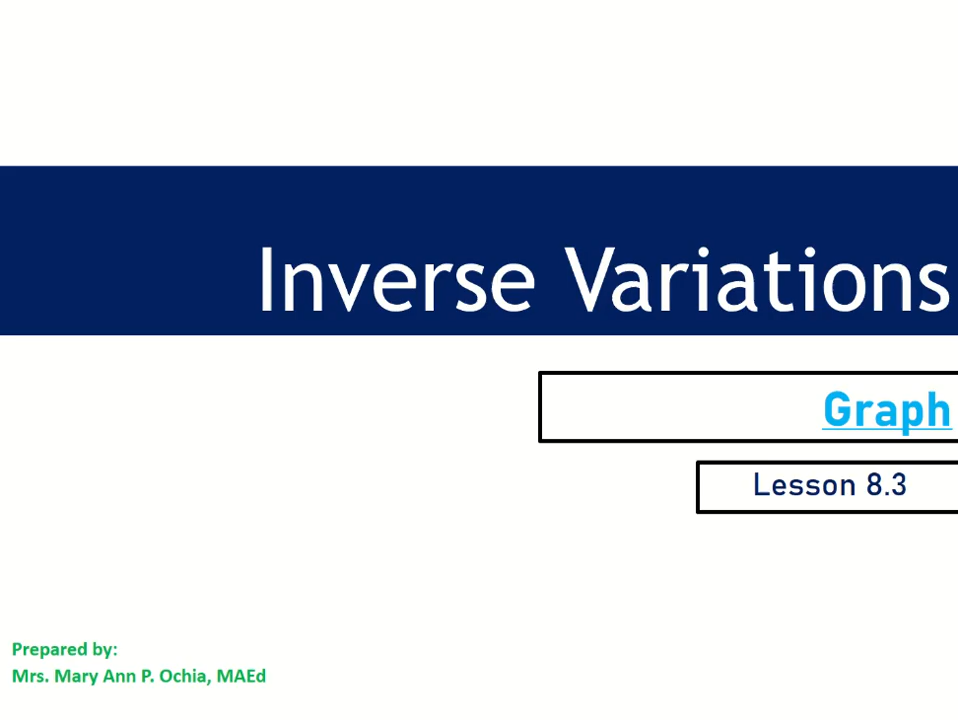 Inverse Variations
Graph
Lesson 8.3
Prepared by:
Mrs. Mary Ann P. Ochia, MAEd